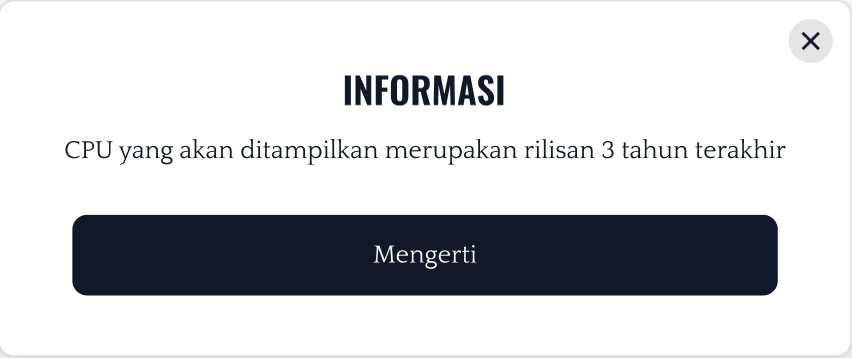 INFORMASI
CPU yang akan ditampilkan merupakan rilisan 3 tahun terakhir
Mengerti